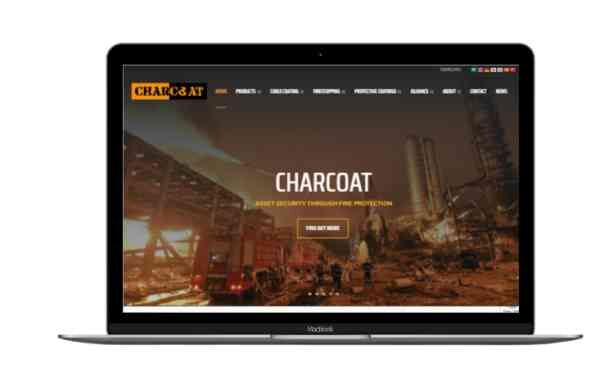 CHARCOAT
HOME PRODUCTS CABLE COATING FIRESTOPPING PROTECTIVE COATINGS GUIDANCE ABOUT CONTACT NEWS
CHARCOAT
ASSET SECURITY THROUGH FIRE PROTECTION
FIND OUT MORE
MacBook